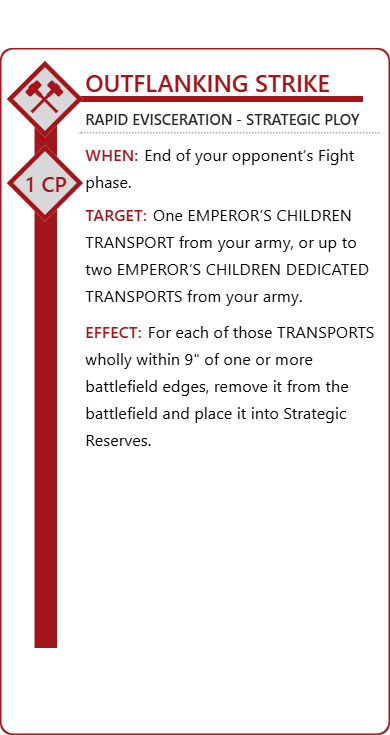 OUTFLANKING STRIKE
RAPID EVISCERATION - STRATEGIC PLOY
1 CP
WHEN: End of your opponent’s Fight
phase.
TARGET: One EMPEROR’S CHILDREN
TRANSPORT from your army, or up to
two EMPEROR’S CHILDREN DEDICATED
TRANSPORTS from your army.
EFFECT: For each of those TRANSPORTS
wholly within 9" of one or more
battlefield edges, remove it from the
battlefield and place it into Strategic
Reserves.